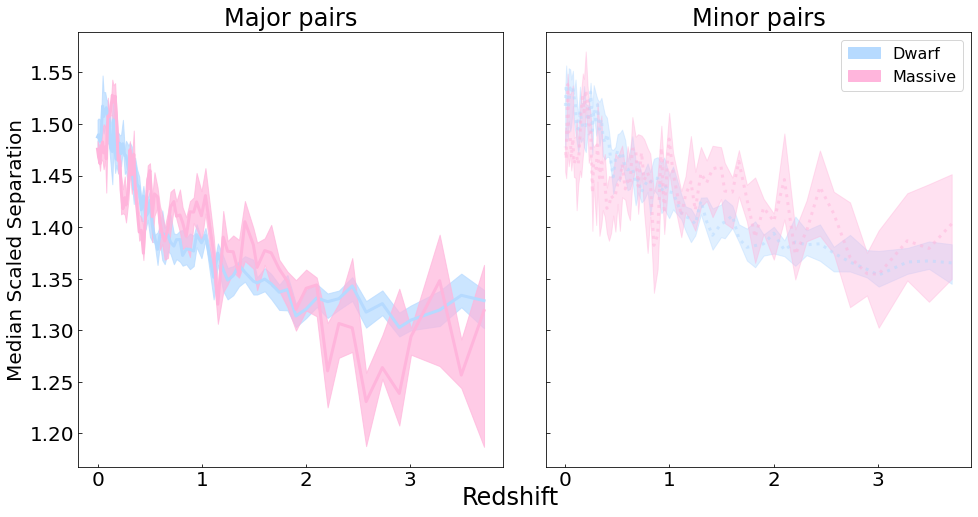 Major pairs
Minor pairs
Median Scaled Separation
1.55
1.50
1.45
1.40
1.35
1.30
1.25
1.20
Dwarf
Massive
0 1 2 3
0 1 2 3
Redshift